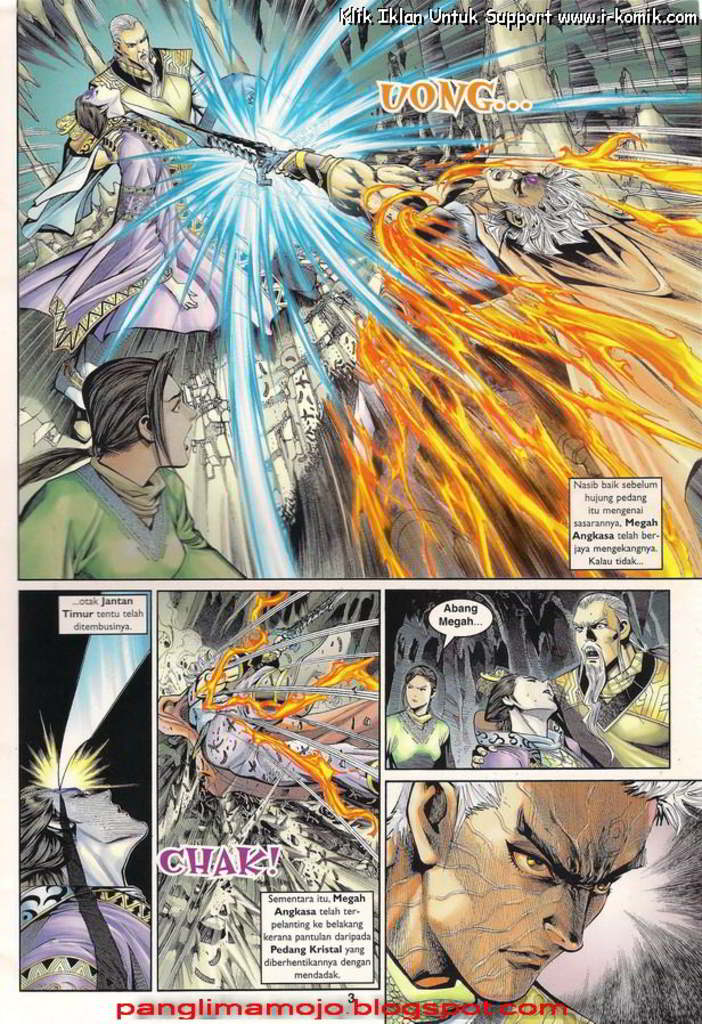 Klik Iklan Untuk Support www.i-komik.com
UONG...
Nasib baik sebelum
hujung pedang
itu mengenai
sasarannya, Megah
Angkasa telah ber-
jaya mengekangnya.
Kalau tidak...
...otak Jantan
Timur tentu telah
ditembusinya.
CHAK!
Sementara itu, Megah
Angkasa telah ter-
pelanting ke belakang
kerana pantulan daripada
Pedang Kristal yang
diberhentikannya dengan
mendadak.
Abang
Megah...
3
panglimamojo.blogspot.com